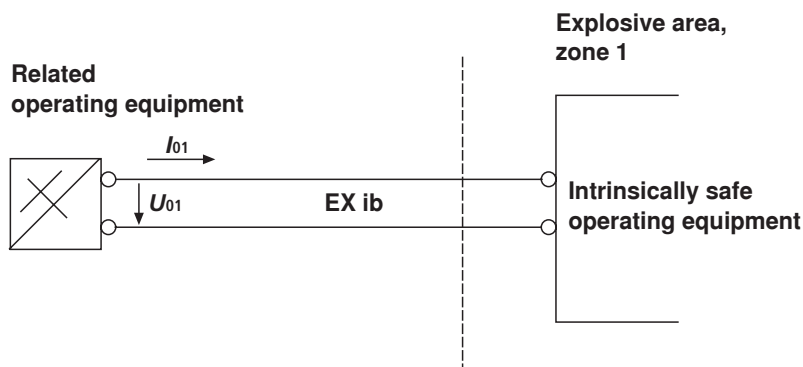 Explosive area,
zone 1
Related
operating equipment
I01
U01
EX ib
Intrinsically safe
operating equipment